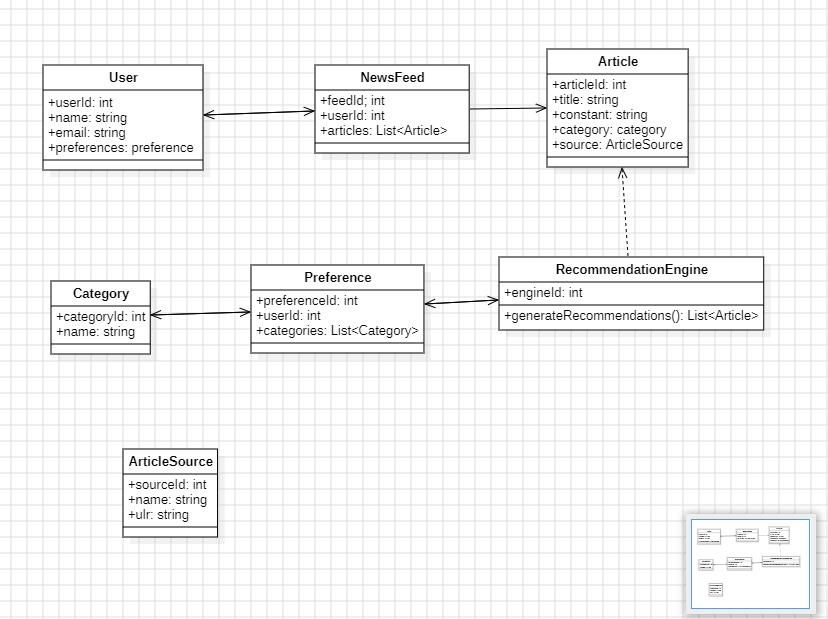 User
+userId: int
+name: string
+email: string
+preferences: preference
NewsFeed
+feedId; int
+userId: int
+articles: List<Article>
Article
+articleId: int
+title: string
+constant: string
+category: category
+source: ArticleSource
Category
+categoryId: int
+name: string
Preference
+preferenceId: int
+userId: int
+categories: List<Category>
RecommendationEngine
+engineId: int
+generateRecommendations(): List<Article>
ArticleSource
+sourceId: int
+name: string
+ulr: string